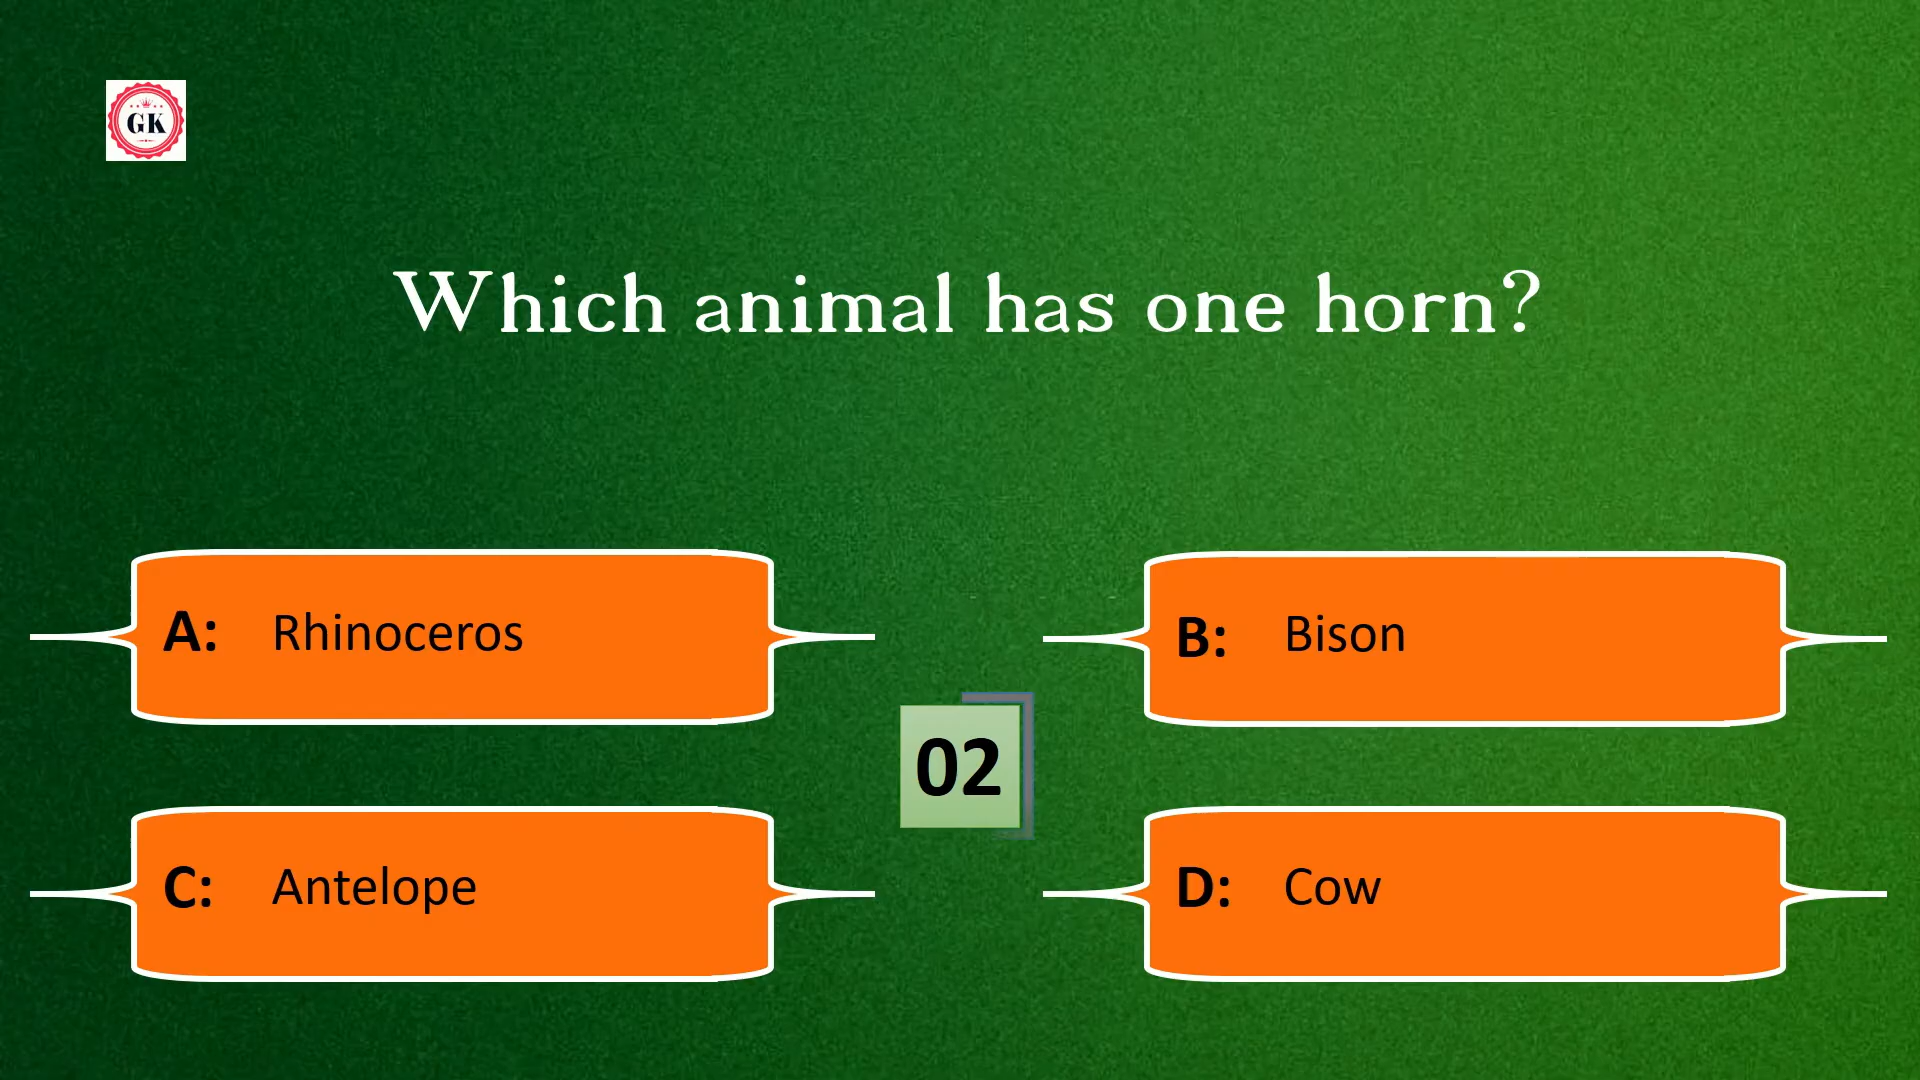 GK
Which animal has one horn?
A: Rhinoceros
B: Bison
02
C: Antelope
D: Cow